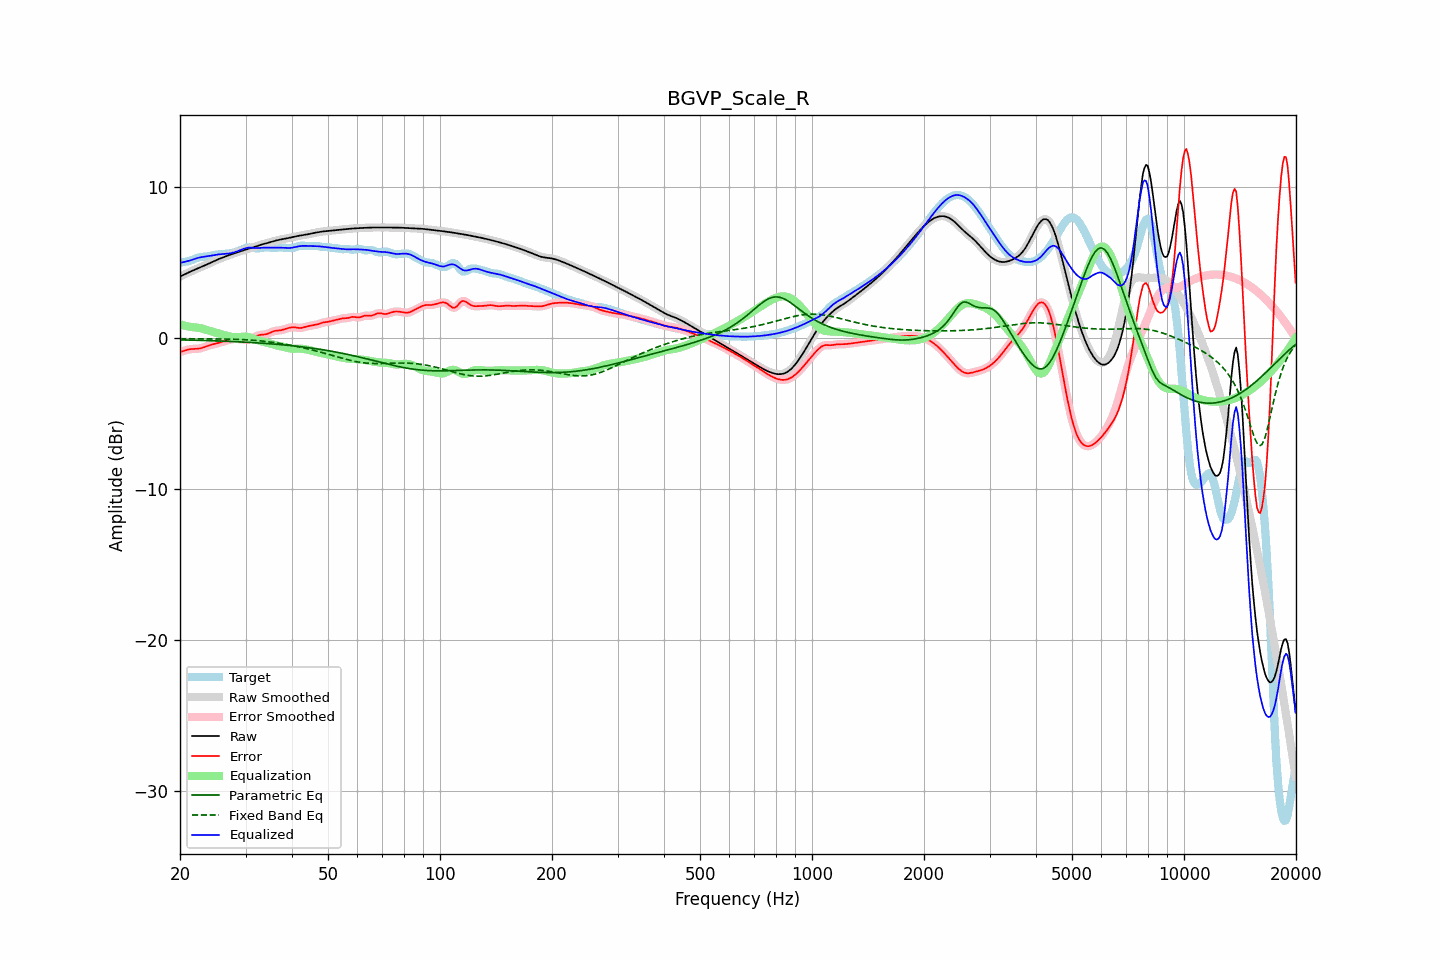 BGVP_Scale_R
Amplitude (dBr)
10
0
−10
−20
−30
Target
Raw Smoothed
Error Smoothed
Raw
Error
Equalization
Parametric Eq
Fixed Band Eq
Equalized
20 50 100 200 500 1000 2000 5000 10000 20000
Frequency (Hz)